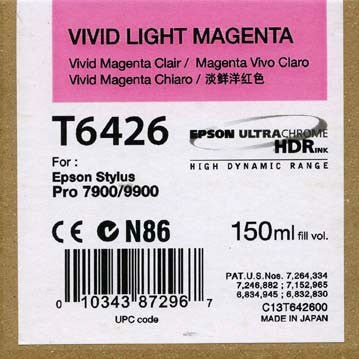 VIVID LIGHT MAGENTA
Vivid Magenta Clair / Magenta Vivo Claro
Vivid Magenta Chiaro / 淡鲜洋红色
T6426
For :
Epson Stylus
Pro 7900/9900
EPSON ULTRACHROME
HDR INK
HIGH DYNAMIC RANGE
CE N86
150ml fill vol.
0 10343 87296 7
UPC code
PAT.U.S.Nos. 7,264,334
7,246,882 ; 7,152,965
6,834,945 ; 6,832,830
C13T642600
MADE IN JAPAN